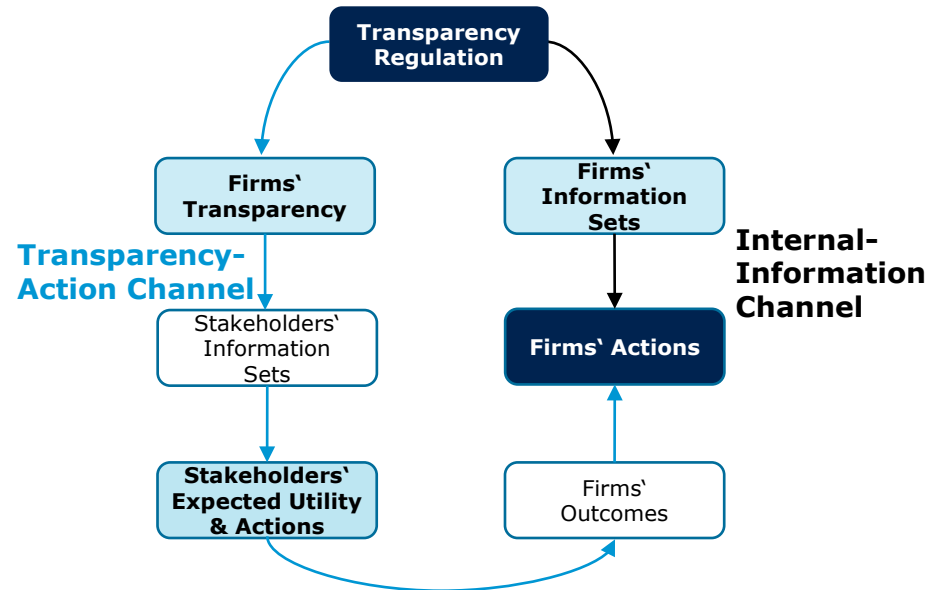 Transparency
Regulation
Firms‘
Transparency
Firms‘
Information
Sets
Transparency-
Action Channel
Internal-
Information
Channel
Stakeholders‘
Information
Sets
Firms‘ Actions
Stakeholders‘
Expected Utility
& Actions
Firms‘
Outcomes